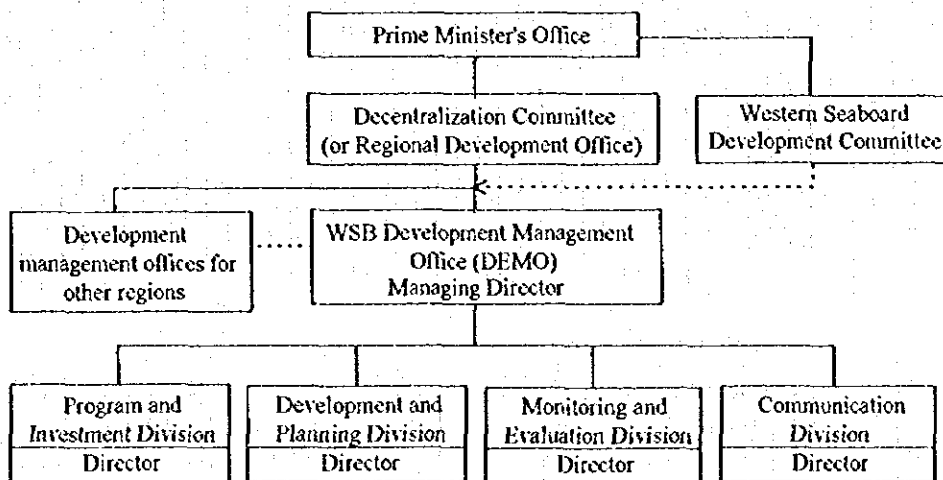 Prime Minister's Office
Decentralization Committee
(or Regional Development Office)
Western Seaboard
Development Committee
Development
management offices for
other regions
WSB Development Management
Office (DEMO)
Managing Director
Program and
Investment Division
Director
Development and
Planning Division
Director
Monitoring and
Evaluation Division
Director
Communication
Division
Director